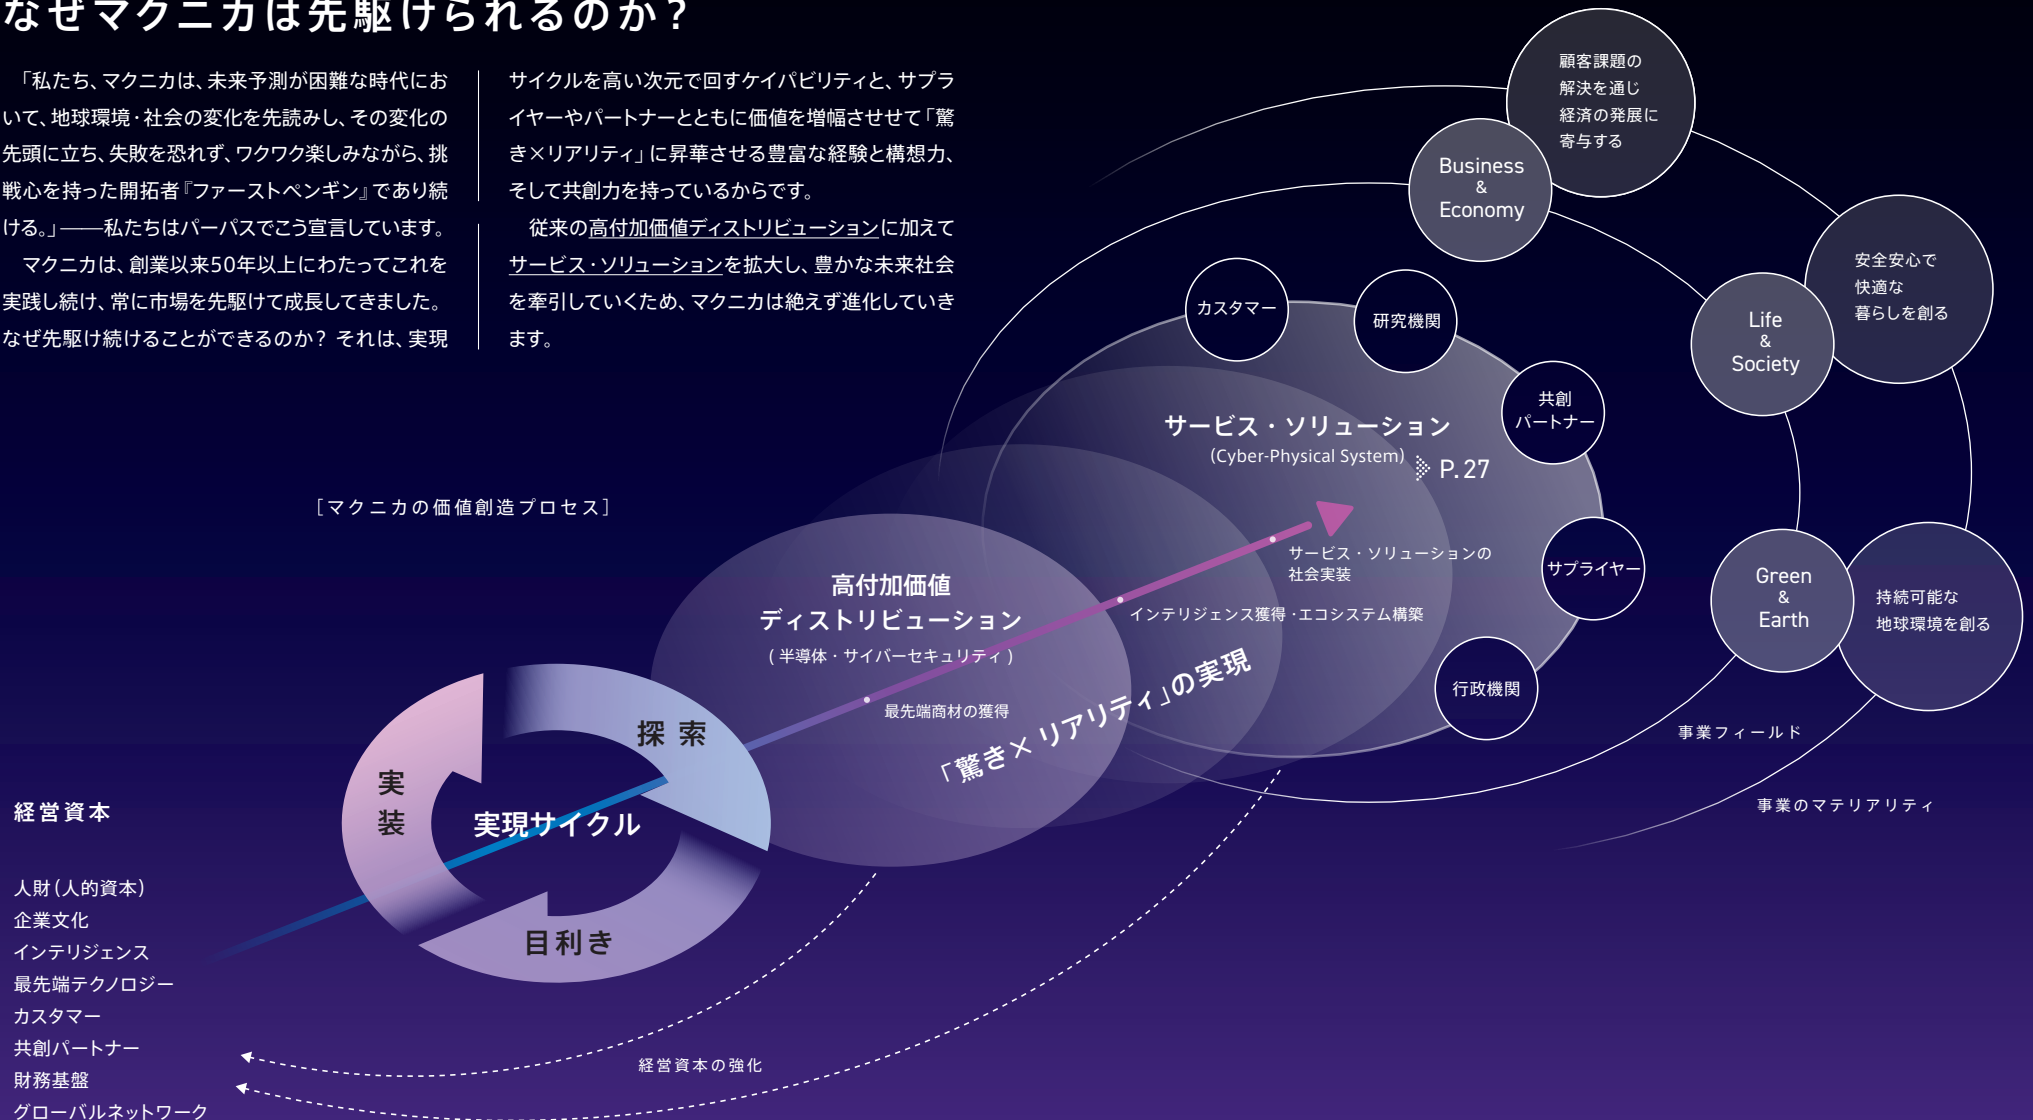 なぜマクニカは先駆けられるのか？
「私たち、マクニカは、未来予測が困難な時代にお
いて、地球環境・社会の変化を先読みし、その変化の
先頭に立ち、失敗を恐れず、ワクワク楽しみながら、挑
戦心を持った開拓者『ファーストペンギン』であり続
ける。」——私たちはパーパスでこう宣言しています。
マクニカは、創業以来50年以上にわたってこれを
実践し続け、常に市場を先駆けて成長してきました。
なぜ先駆け続けることができるのか？ それは、実現
サイクルを高い次元で回すケイパビリティと、サプラ
イヤーやパートナーとともに価値を増幅させせて「驚
き×リアリティ」に昇華させる豊富な経験と構想力、
そして共創力を持っているからです。
従来の高付加価値ディストリビューションに加えて
サービス・ソリューションを拡大し、豊かな未来社会
を牽引していくため、マクニカは絶えず進化していき
ます。
［マクニカの価値創造プロセス］
経営資本
人財（人的資本）
企業文化
インテリジェンス
最先端テクノロジー
カスタマー
共創パートナー
財務基盤
グローバルネットワーク
実現サイクル
探索
目利き
実装
高付加価値
ディストリビューション
(半導体・サイバーセキュリティ)
最先端商材の獲得
インテリジェンス獲得・エコシステム構築
サービス・ソリューションの
社会実装
「驚き×リアリティ」の実現
サービス・ソリューション
(Cyber-Physical System)
P.27
カスタマー
研究機関
共創
パートナー
サプライヤー
行政機関
Business
&
Economy
顧客課題の
解決を通じ
経済の発展に
寄与する
Life
&
Society
安全安心で
快適な
暮らしを創る
Green
&
Earth
持続可能な
地球環境を創る
事業フィールド
事業のマテリアリティ
経営資本の強化